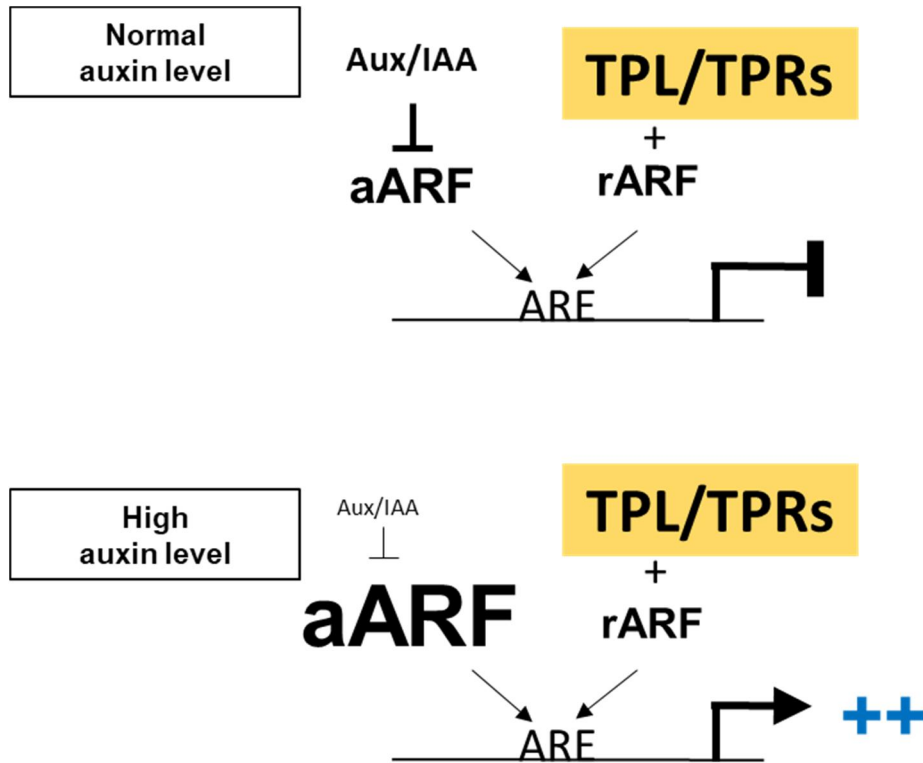 Normal
auxin level
Aux/IAA
TPL/TPRs
+
aARF
rARF
ARE
High
auxin level
Aux/IAA
TPL/TPRs
+
aARF
rARF
ARE
++